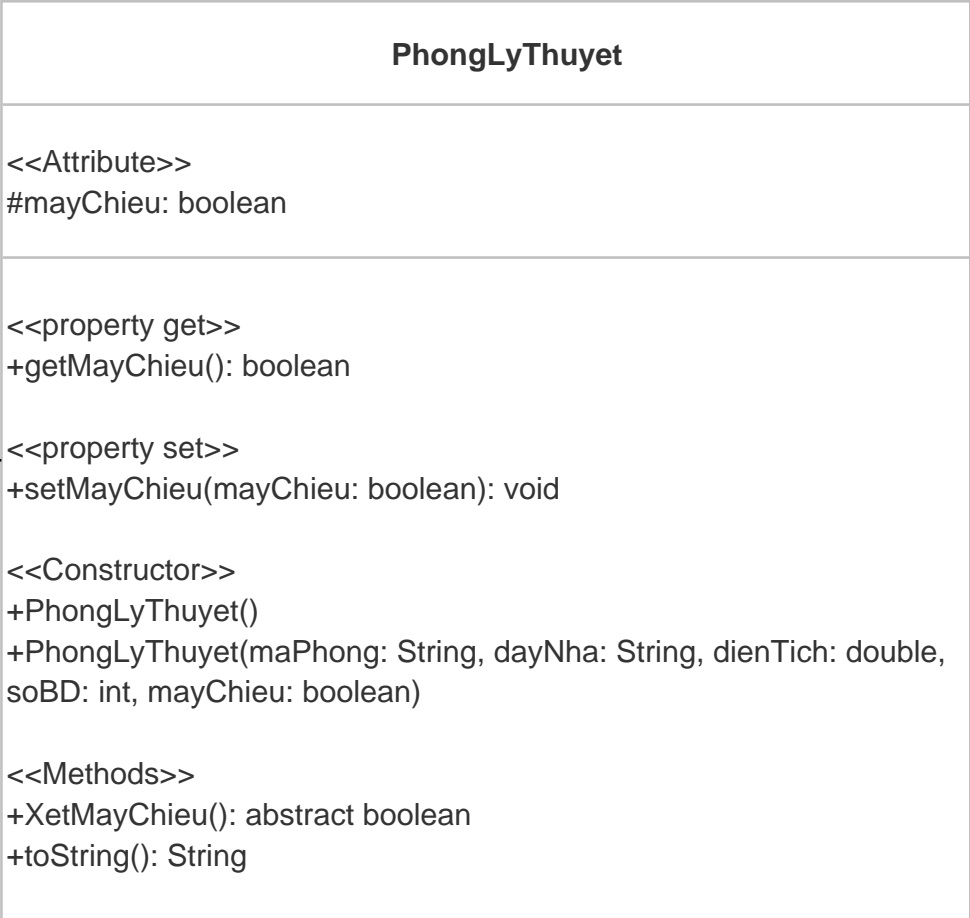 PhongLyThuyet
<<Attribute>>
#mayChieu: boolean
<<property get>>
+getMayChieu(): boolean
<<property set>>
+setMayChieu(mayChieu: boolean): void
<<Constructor>>
+PhongLyThuyet()
+PhongLyThuyet(maPhong: String, dayNha: String, dienTich: double,
soBD: int, mayChieu: boolean)
<<Methods>>
+XetMayChieu(): abstract boolean
+toString(): String